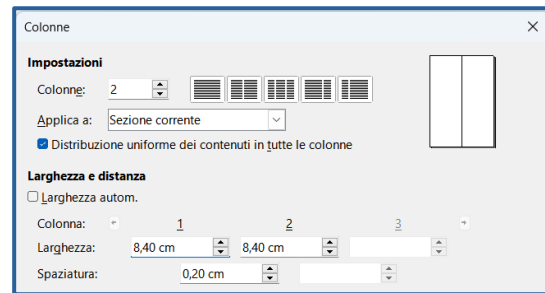 Colonne
Impostazioni
Colonne: 2
Applica a: Sezione corrente
Distribuzione uniforme dei contenuti in tutte le colonne
Larghezza e distanza
Larghezza autom.
Colonna: 1 2 3
Larghezza: 8,40 cm 8,40 cm
Spaziatura: 0,20 cm